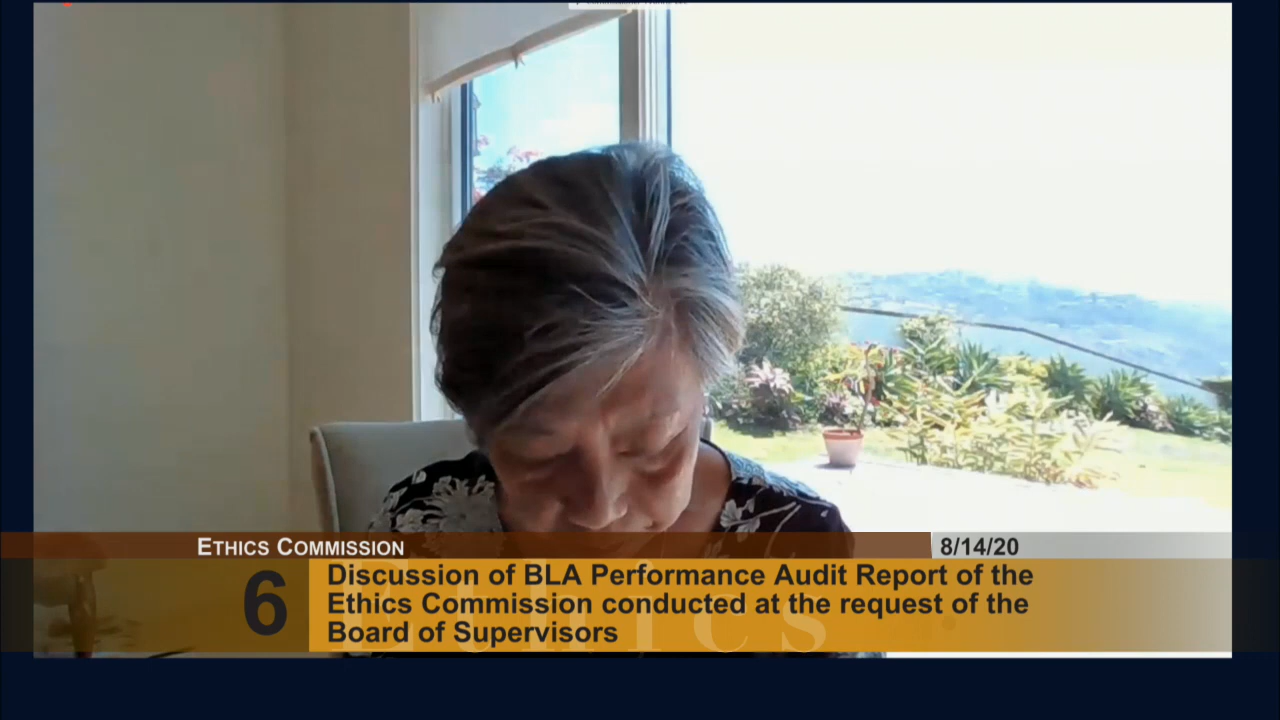 ETHICS COMMISSION
8/14/20
6
Discussion of BLA Performance Audit Report of the
Ethics Commission conducted at the request of the
Board of Supervisors
Ethics